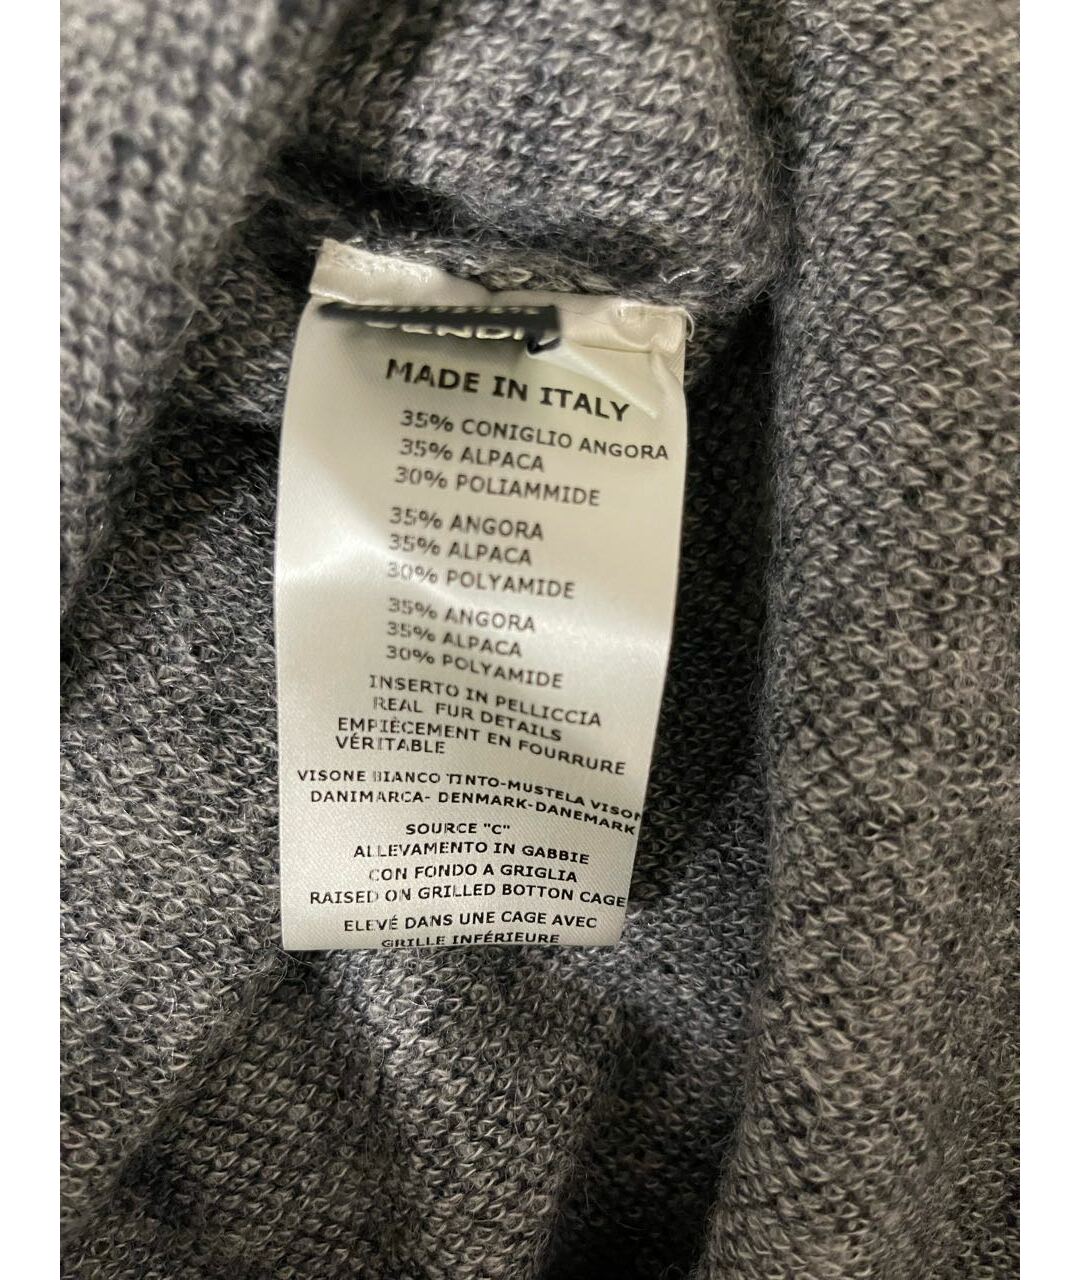 MADE IN ITALY
35% CONIGLIO ANGORA
35% ALPACA
30% POLIAMMIDE
35% ANGORA
35% ALPACA
30% POLYAMIDE
35% ANGORA
35% ALPACA
30% POLYAMIDE
INSERTO IN PELLICCIA
REAL FUR DETAILS
EMPIÈCEMENT EN FOURRURE
VÉRITABLE
VISONE BIANCO TINTO-MUSTELA VISON
DANIMARCA- DENMARK-DANEMARK
SOURCE "C"
ALLEVAMENTO IN GABBIE
CON FONDO A GRIGLIA
RAISED ON GRILLED BOTTON CAGE
ELEVÉ DANS UNE CAGE AVEC
GRILLE INFÉRIEURE